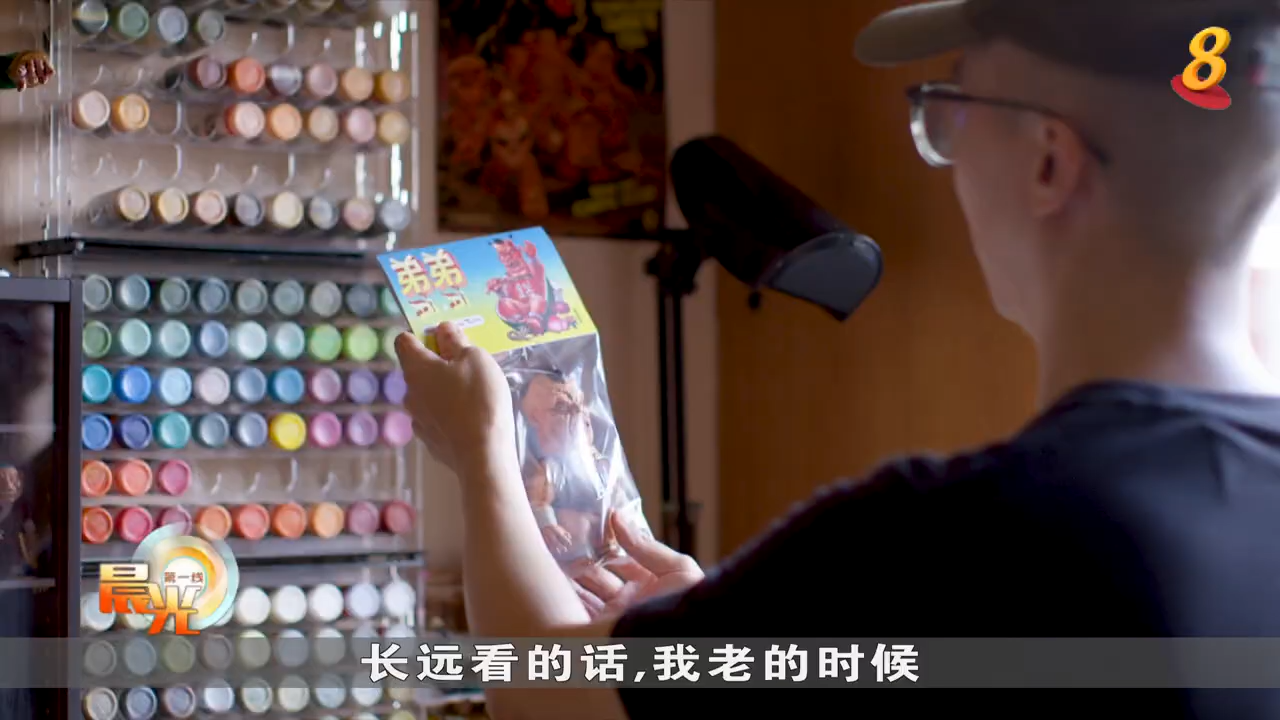 8
弟弟
晨光
第一线
长远看的话,我老的时候